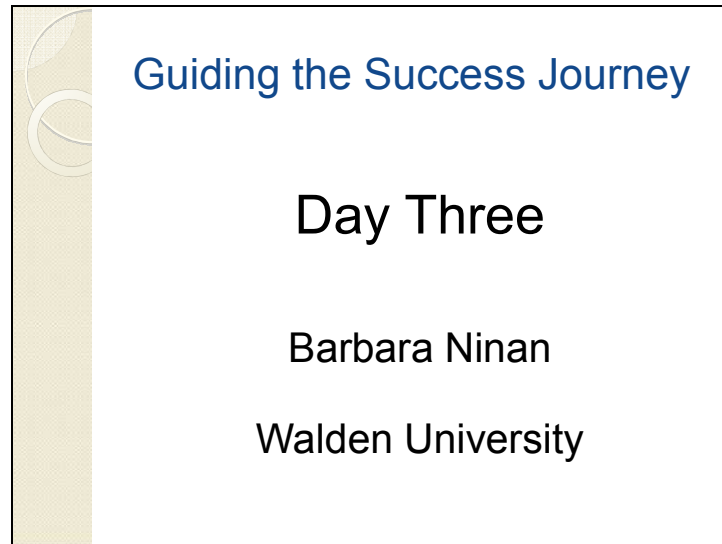 Guiding the Success Journey
Day Three
Barbara Ninan
Walden University